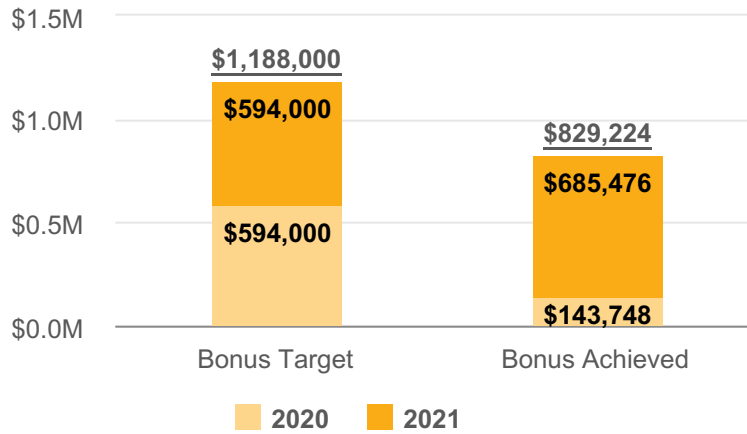 $1.5M
$1,188,000
$594,000
$1.0M
$829,224
$685,476
$0.5M
$594,000
$143,748
$0.0M
Bonus Target Bonus Achieved
2020 2021